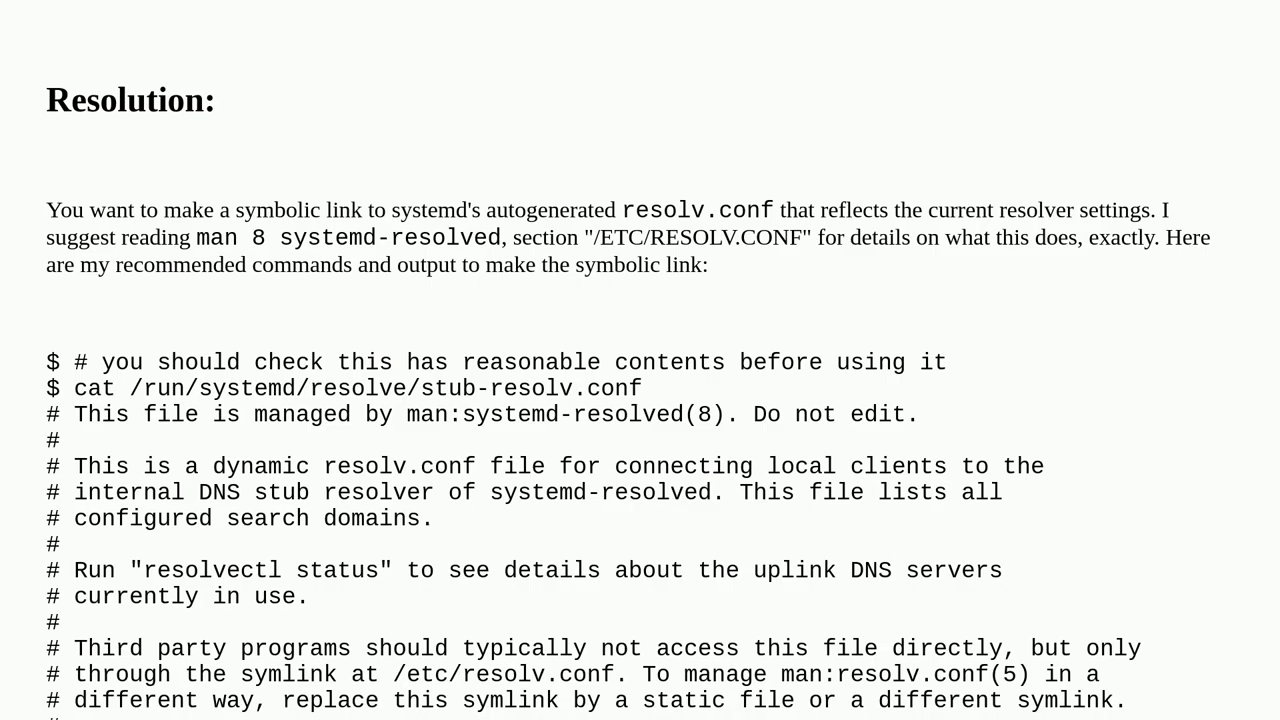 Resolution:
You want to make a symbolic link to systemd's autogenerated resolv.conf that reflects the current resolver settings. I
suggest reading man 8 systemd-resolved, section "/ETC/RESOLV.CONF" for details on what this does, exactly. Here
are my recommended commands and output to make the symbolic link:
$ # you should check this has reasonable contents before using it
$ cat /run/systemd/resolve/stub-resolv.conf
# This file is managed by man:systemd-resolved(8). Do not edit.
#
# This is a dynamic resolv.conf file for connecting local clients to the
# internal DNS stub resolver of systemd-resolved. This file lists all
# configured search domains.
#
# Run "resolvectl status" to see details about the uplink DNS servers
# currently in use.
#
# Third party programs should typically not access this file directly, but only
# through the symlink at /etc/resolv.conf. To manage man:resolv.conf(5) in a
# different way, replace this symlink by a static file or a different symlink.
#